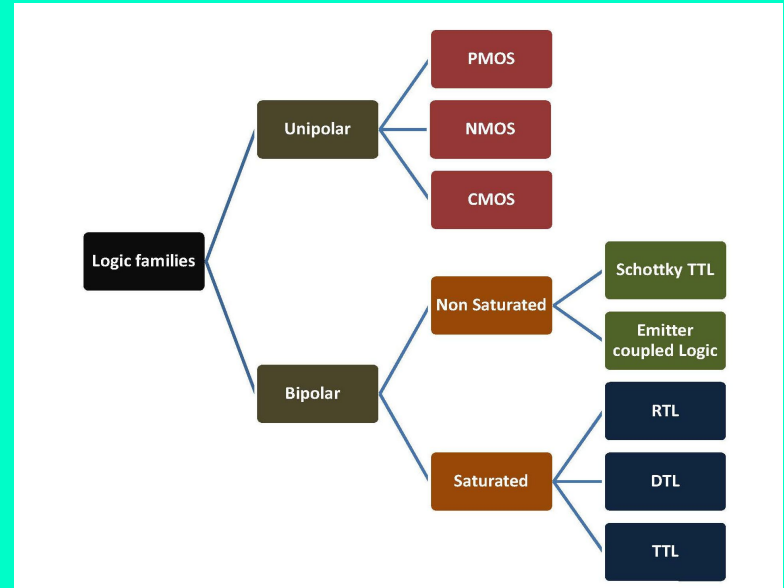 PMOS
Unipolar
NMOS
CMOS
Logic families
Schottky TTL
Non Saturated
Emitter
coupled Logic
Bipolar
RTL
Saturated
DTL
TTL